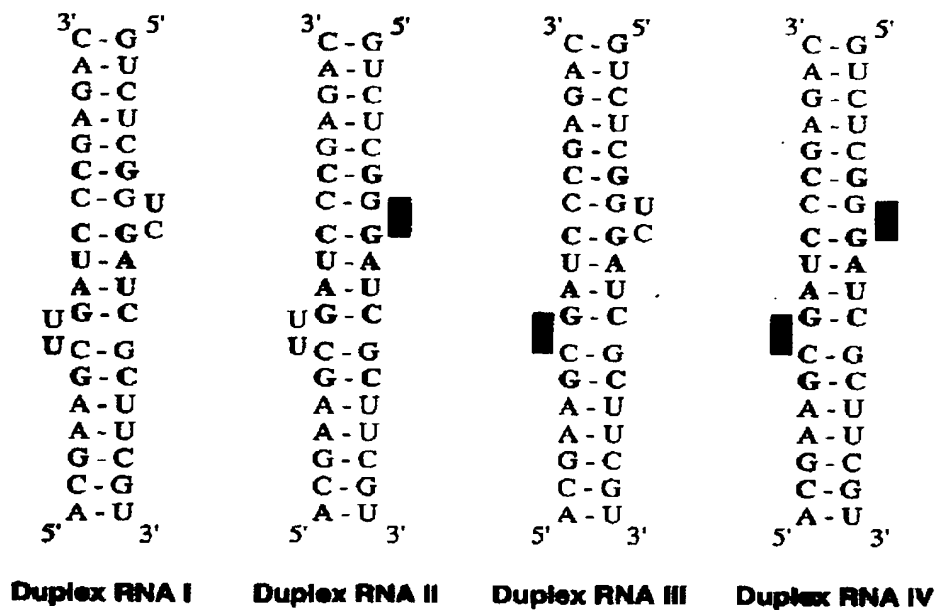 3' 5' 3' 5' 3' 5' 3' 5'
C - G C - G C - G C - G
A - U A - U A - U A - U
G - C G - C G - C G - C
A - U A - U A - U A - U
G - C G - C G - C G - C
C - G C - G C - G C - G
C - G U C - G C - G U C - G
C - G C C - G C - G C C - G
U - A U - A U - A U - A
A - U A - U A - U A - U
U G - C U G - C G - C G - C
U C - G U C - G C - G C - G
G - C G - C G - C G - C
A - U A - U A - U A - U
A - U A - U A - U A - U
G - C G - C G - C G - C
C - G C - G C - G C - G
A - U A - U A - U A - U
5' 3' 5' 3' 5' 3' 5' 3'
Duplex RNA I Duplex RNA II Duplex RNA III Duplex RNA IV